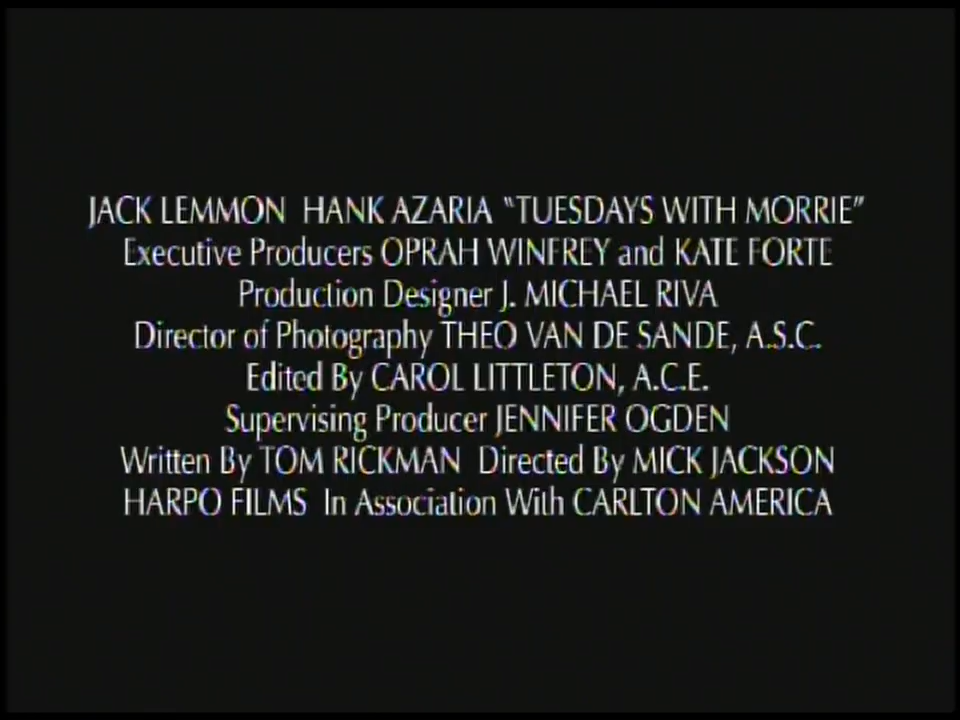 JACK LEMMON HANK AZARIA “TUESDAYS WITH MORRIE”
Executive Producers OPRAH WINFREY and KATE FORTE
Production Designer J. MICHAEL RIVA
Director of Photography THEO VAN DE SANDE, A.S.C.
Edited By CAROL LITTLETON, A.C.E.
Supervising Producer JENNIFER OGDEN
Written By TOM RICKMAN Directed By MICK JACKSON
HARPO FILMS In Association With CARLTON AMERICA